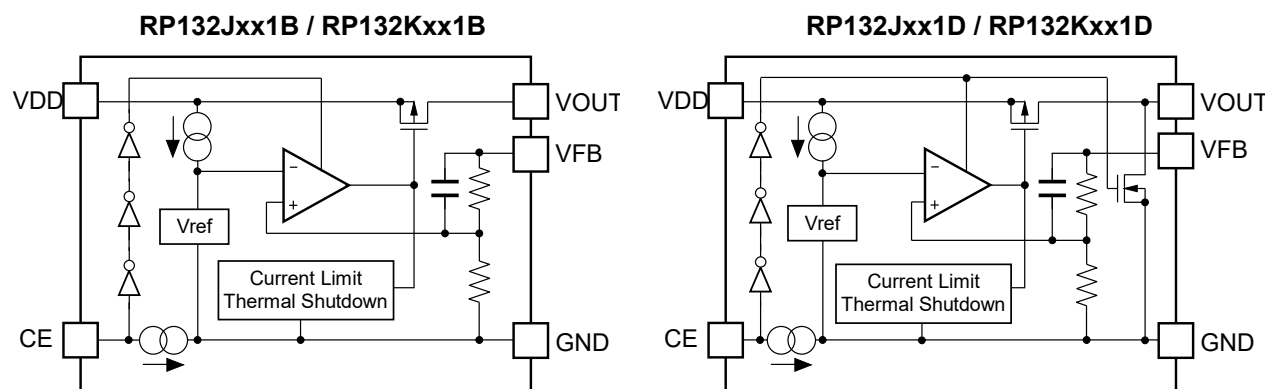 RP132Jxx1B / RP132Kxx1B
VDD
VOUT
VFB
−
+
Vref
Current Limit
Thermal Shutdown
CE
GND
RP132Jxx1D / RP132Kxx1D
VDD
VOUT
VFB
−
+
Vref
Current Limit
Thermal Shutdown
CE
GND